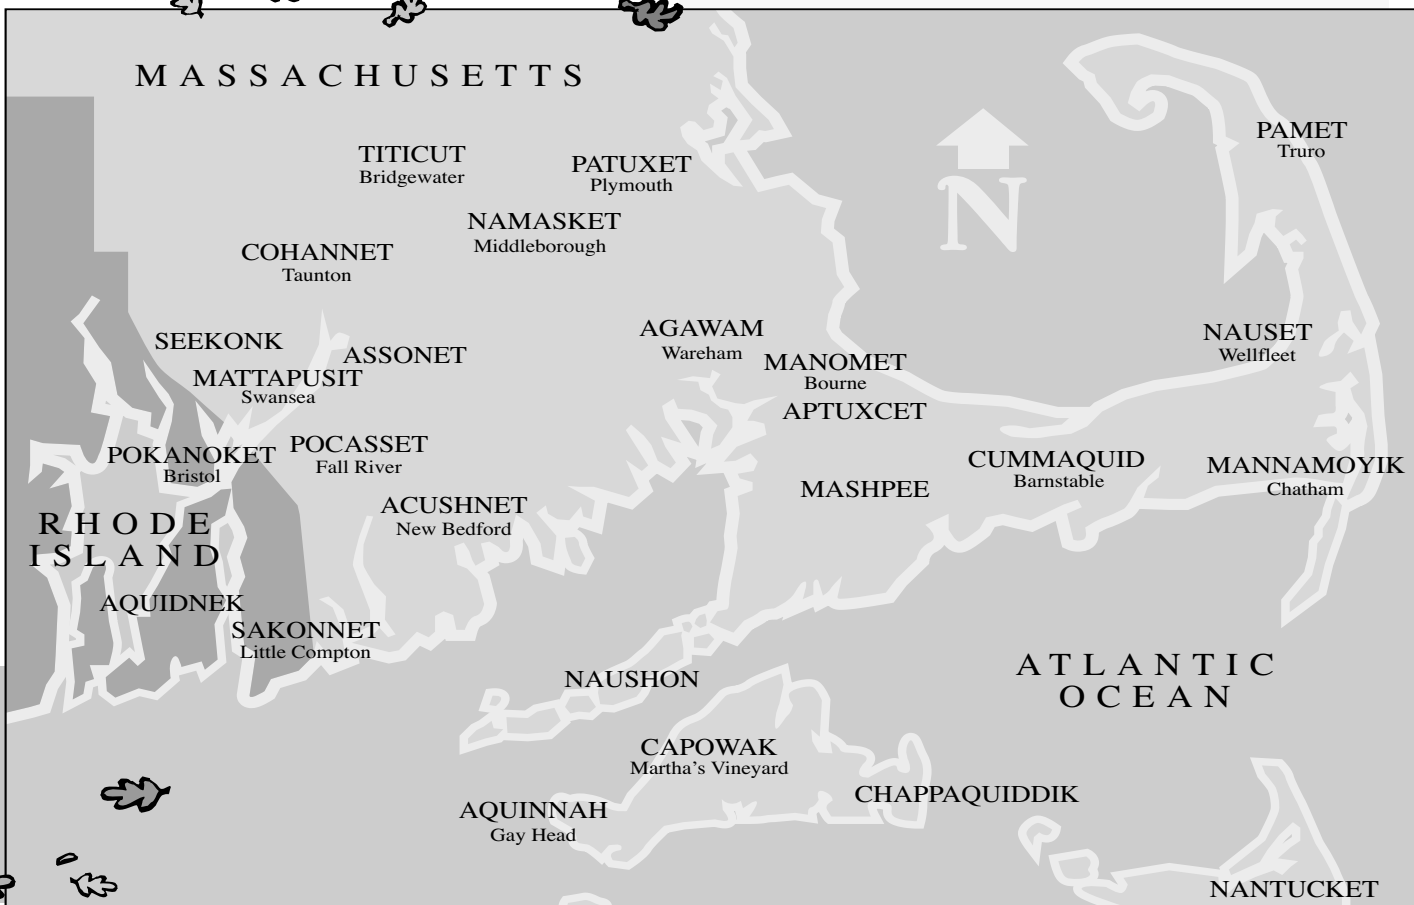 MASSACHUSETTS
PAMET
Truro
TITICUT
Bridgewater
PATUXET
Plymouth
N
NAMASKET
Middleborough
COHANNET
Taunton
SEEKONK
ASSONET
AGAWAM
Wareham
MANOMET
Bourne
NAUSET
Wellfleet
MATTAPUSIT
Swansea
APTUXCET
POKANOKET
Bristol
POCASSET
Fall River
CUMMAQUID
Barnstable
MANNAMOYIK
Chatham
MASHPEE
ACUSHNET
New Bedford
RHODE
ISLAND
AQUIDNEK
SAKONNET
Little Compton
NAUSHON
ATLANTIC
OCEAN
CAPOWAK
Martha's Vineyard
CHAPPAQUIDDIK
AQUINNAH
Gay Head
NANTUCKET